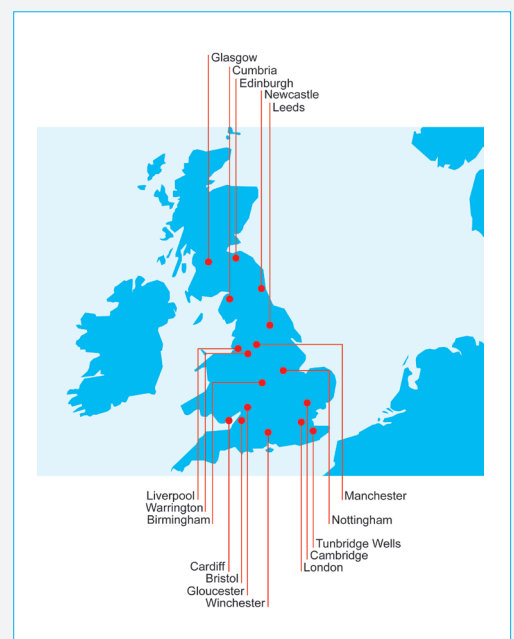 Glasgow
Cumbria
Edinburgh
Newcastle
Leeds
Liverpool
Warrington
Birmingham
Manchester
Nottingham
Tunbridge Wells
Cambridge
London
Cardiff
Bristol
Gloucester
Winchester